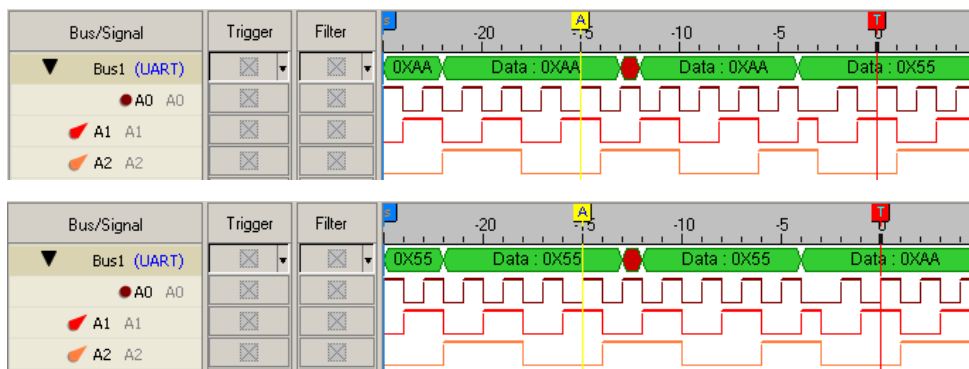 Bus/Signal Trigger Filter s -20 A -15 -10 -5 T 0
Bus1 (UART) 0XAA Data : 0XAA Data : 0XAA Data : 0X55
A0 A0
A1 A1
A2 A2
Bus/Signal Trigger Filter s -20 A -15 -10 -5 T 0
Bus1 (UART) 0X55 Data : 0X55 Data : 0X55 Data : 0XAA
A0 A0
A1 A1
A2 A2